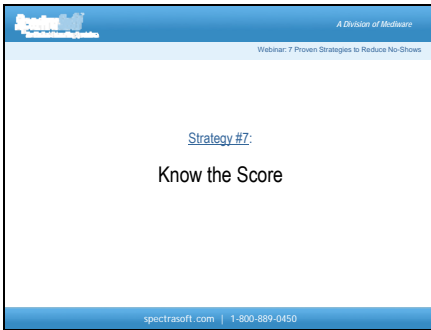 SpectraSoft
A Division of Mediware
Webinar: 7 Proven Strategies to Reduce No-Shows
Strategy #7:
Know the Score
spectrasoft.com | 1-800-889-0450